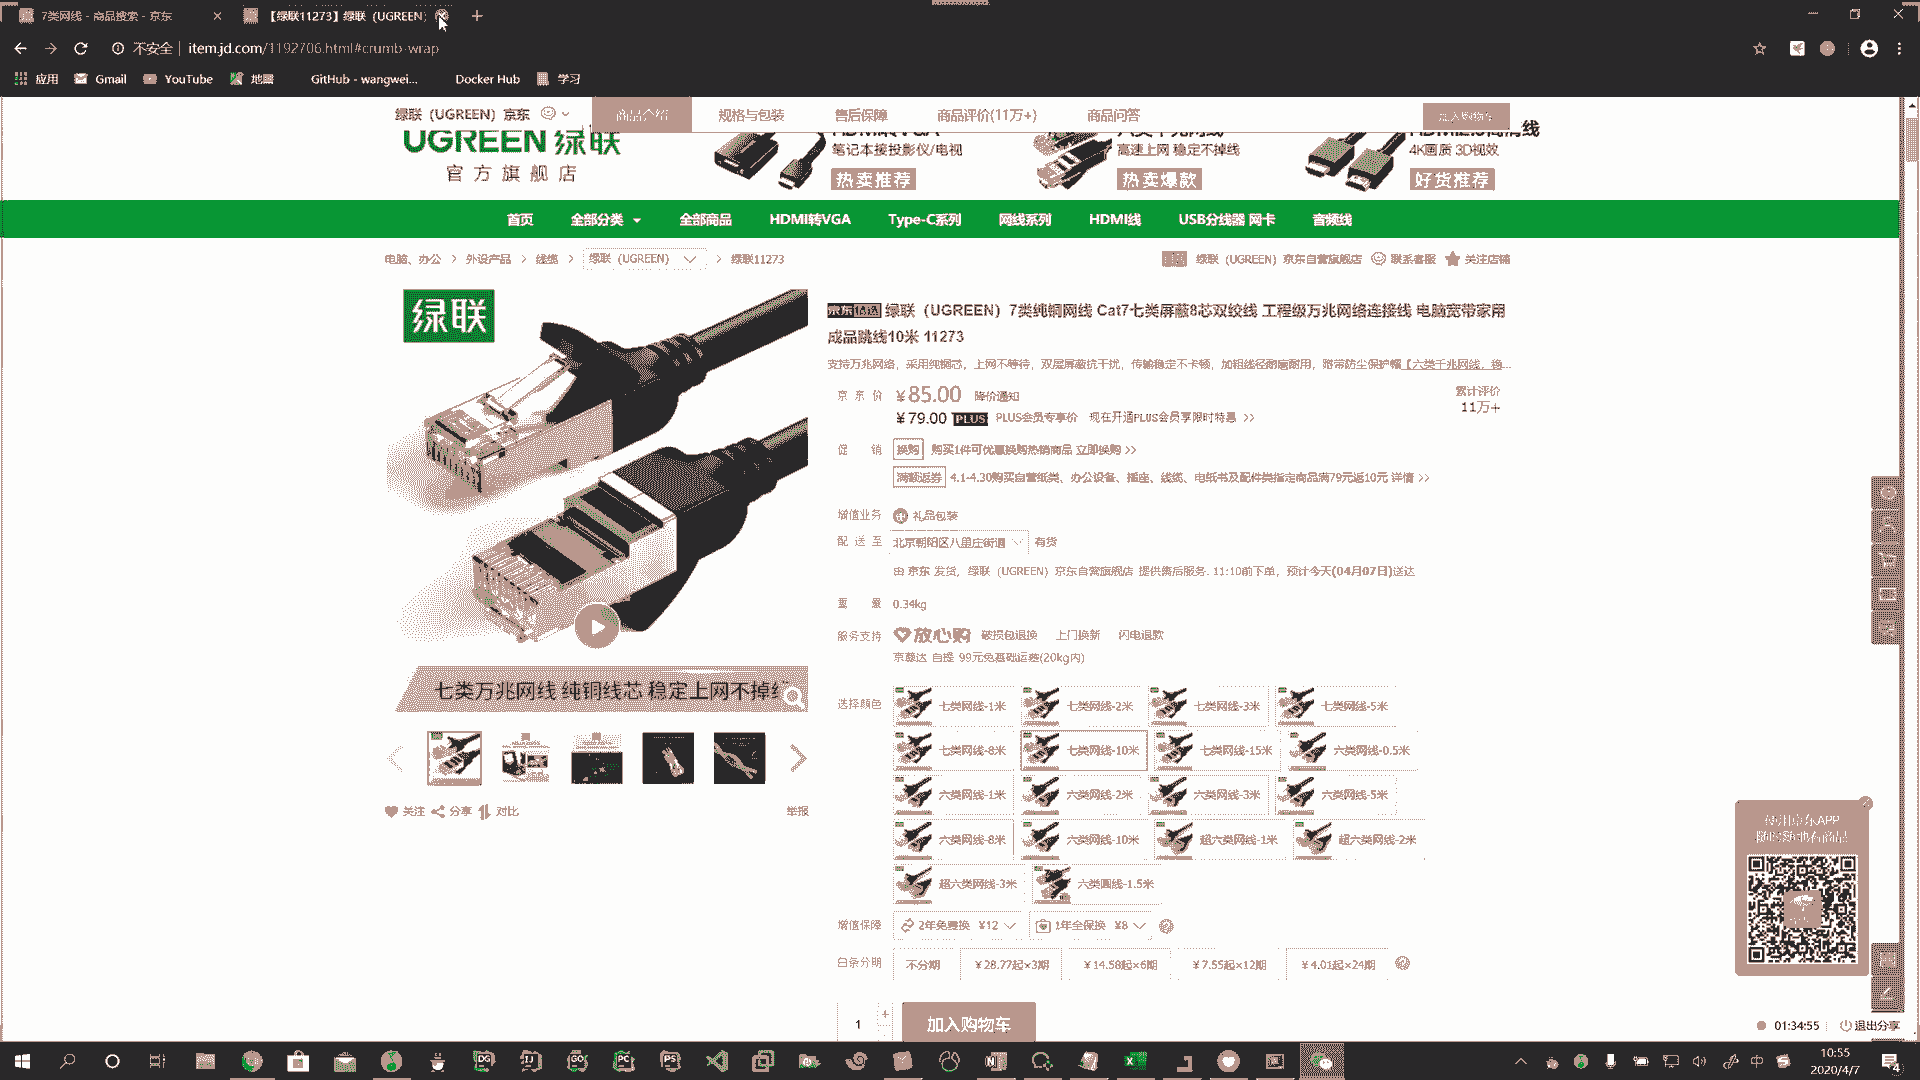 7类网线 - 商品搜索 - 京东
【绿联11273】绿联（UGREEN）
不安全 | item.jd.com/1192706.html#crumb-wrap
应用 Gmail YouTube 地图 GitHub - wangwei... Docker Hub 学习
绿联（UGREEN）京东
商品介绍 规格与包装 售后保障 商品评价(11万+) 商品问答 加入购物车
UGREEN 绿联
官方旗舰店
HDMI转VGA
笔记本接投影仪/电视
热卖推荐
六类千兆网线
高速上网 稳定不掉线
热卖爆款
4K画质 3D视效
好货推荐
首页 全部分类 全部商品 HDMI转VGA Type-C系列 网线系列 HDMI线 USB分线器 网卡 音频线
电脑、办公 > 外设产品 > 线缆 > 绿联（UGREEN） > 绿联11273
绿联（UGREEN）京东自营旗舰店 联系客服 关注店铺
绿联
七类万兆网线 纯铜线芯 稳定上网不掉线
关注 分享 对比 举报
京东精选 绿联（UGREEN）7类纯铜网线 Cat7七类屏蔽8芯双绞线 工程级万兆网络连接线 电脑宽带家用
成品跳线10米 11273
支持万兆网络，采用纯铜芯，上网不等待，双层屏蔽抗干扰，传输稳定不卡顿，加粗线径耐磨耐用，附带防尘保护帽【六类千兆网线，稳...
京东价 ￥85.00 降价通知
累计评价
11万+
￥79.00 PLUS PLUS会员专享价 现在开通PLUS会员享限时特惠 >>
促销 换购 购买1件可优惠换购热销商品 立即换购 >>
满额返券 4.1-4.30购买自营纸类、办公设备、插座、线缆、电纸书及配件类指定商品满79元返10元 详情 >>
增值业务 礼品包装
配送至 北京朝阳区八里庄街道 有货
由 京东 发货，绿联（UGREEN）京东自营旗舰店 提供售后服务. 11:10前下单，预计今天(04月07日)送达
重量 0.34kg
服务支持 放心购 破损包退换 上门换新 闪电退款
京尊达 自提 99元免基础运费(20kg内)
选择颜色 七类网线-1米 七类网线-2米 七类网线-3米 七类网线-5米
七类网线-8米 七类网线-10米 七类网线-15米 六类网线-0.5米
六类网线-1米 六类网线-2米 六类网线-3米 六类网线-5米
六类网线-8米 六类网线-10米 超六类网线-1米 超六类网线-2米
超六类网线-3米 六类圆线-1.5米
增值保障 2年免费换 ￥12 1年全保换 ￥8
白条分期 不分期 ￥28.77起×3期 ￥14.58起×6期 ￥7.55起×12期 ￥4.01起×24期
1 + 加入购物车
使用京东APP
随时随地看商品
01:34:55 退出分享
中 10:55
2020/4/7
4